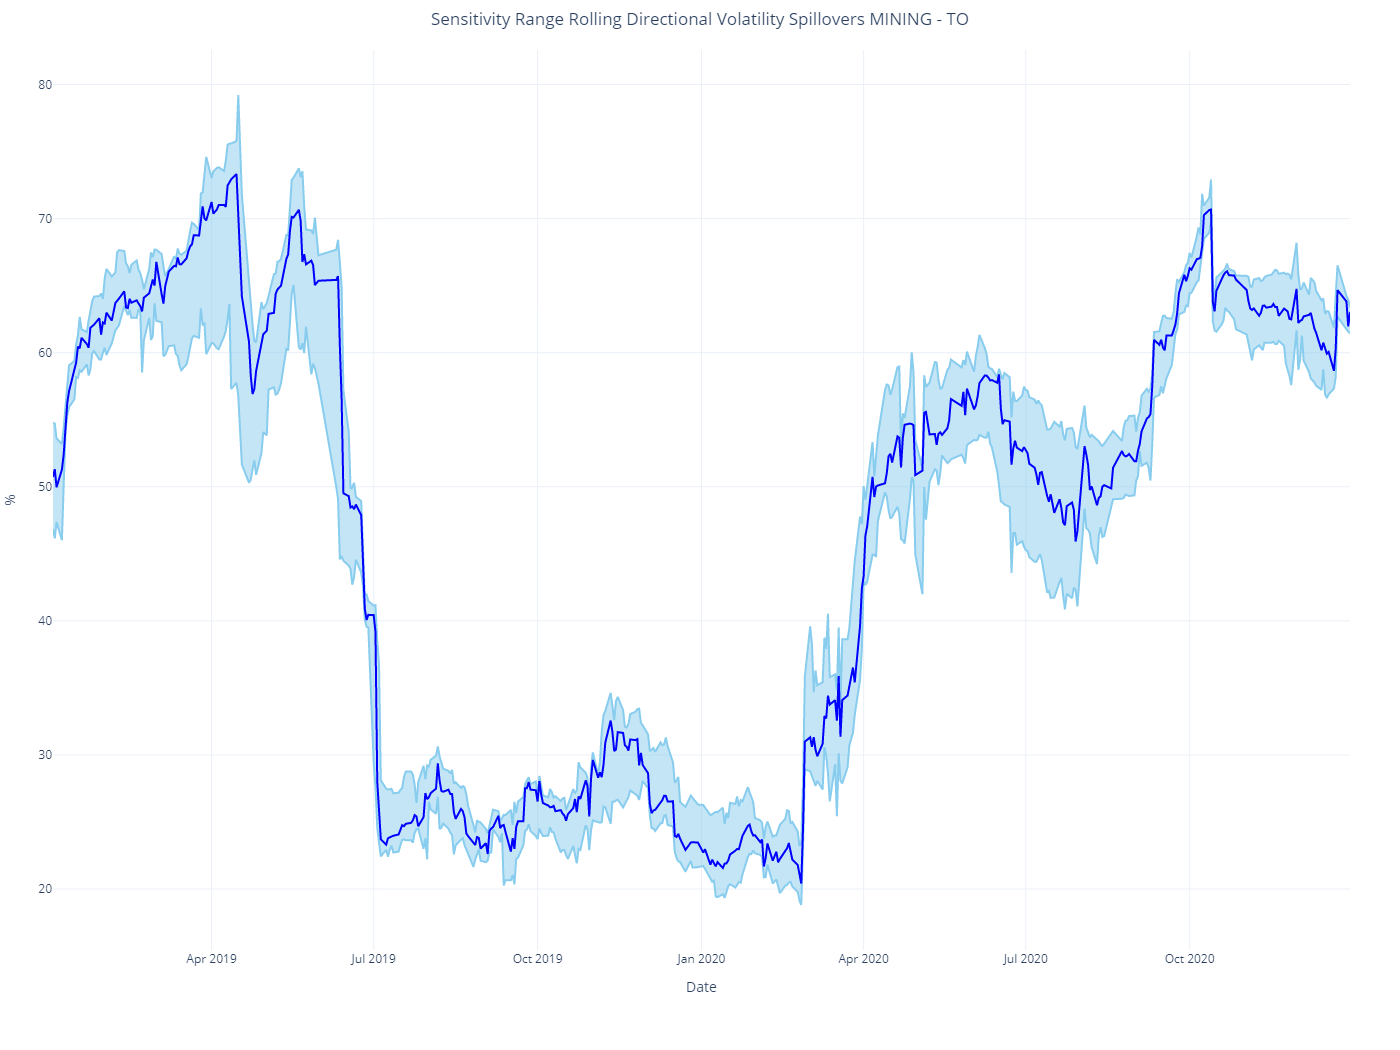 Sensitivity Range Rolling Directional Volatility Spillovers MINING - TO
80
70
60
50
40
30
20
%
Apr 2019
Jul 2019
Oct 2019
Jan 2020
Apr 2020
Jul 2020
Oct 2020
Date